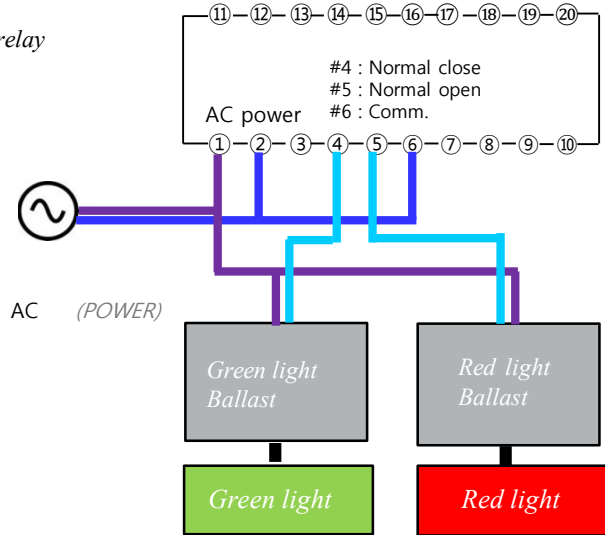 ⑪ ⑫ ⑬ ⑭ ⑮ ⑯ ⑰ ⑱ ⑲ ⑳
relay
#4 : Normal close
#5 : Normal open
#6 : Comm.
AC power
① ② ③ ④ ⑤ ⑥ ⑦ ⑧ ⑨ ⑩
AC (POWER)
Green light
Ballast
Red light
Ballast
Green light
Red light